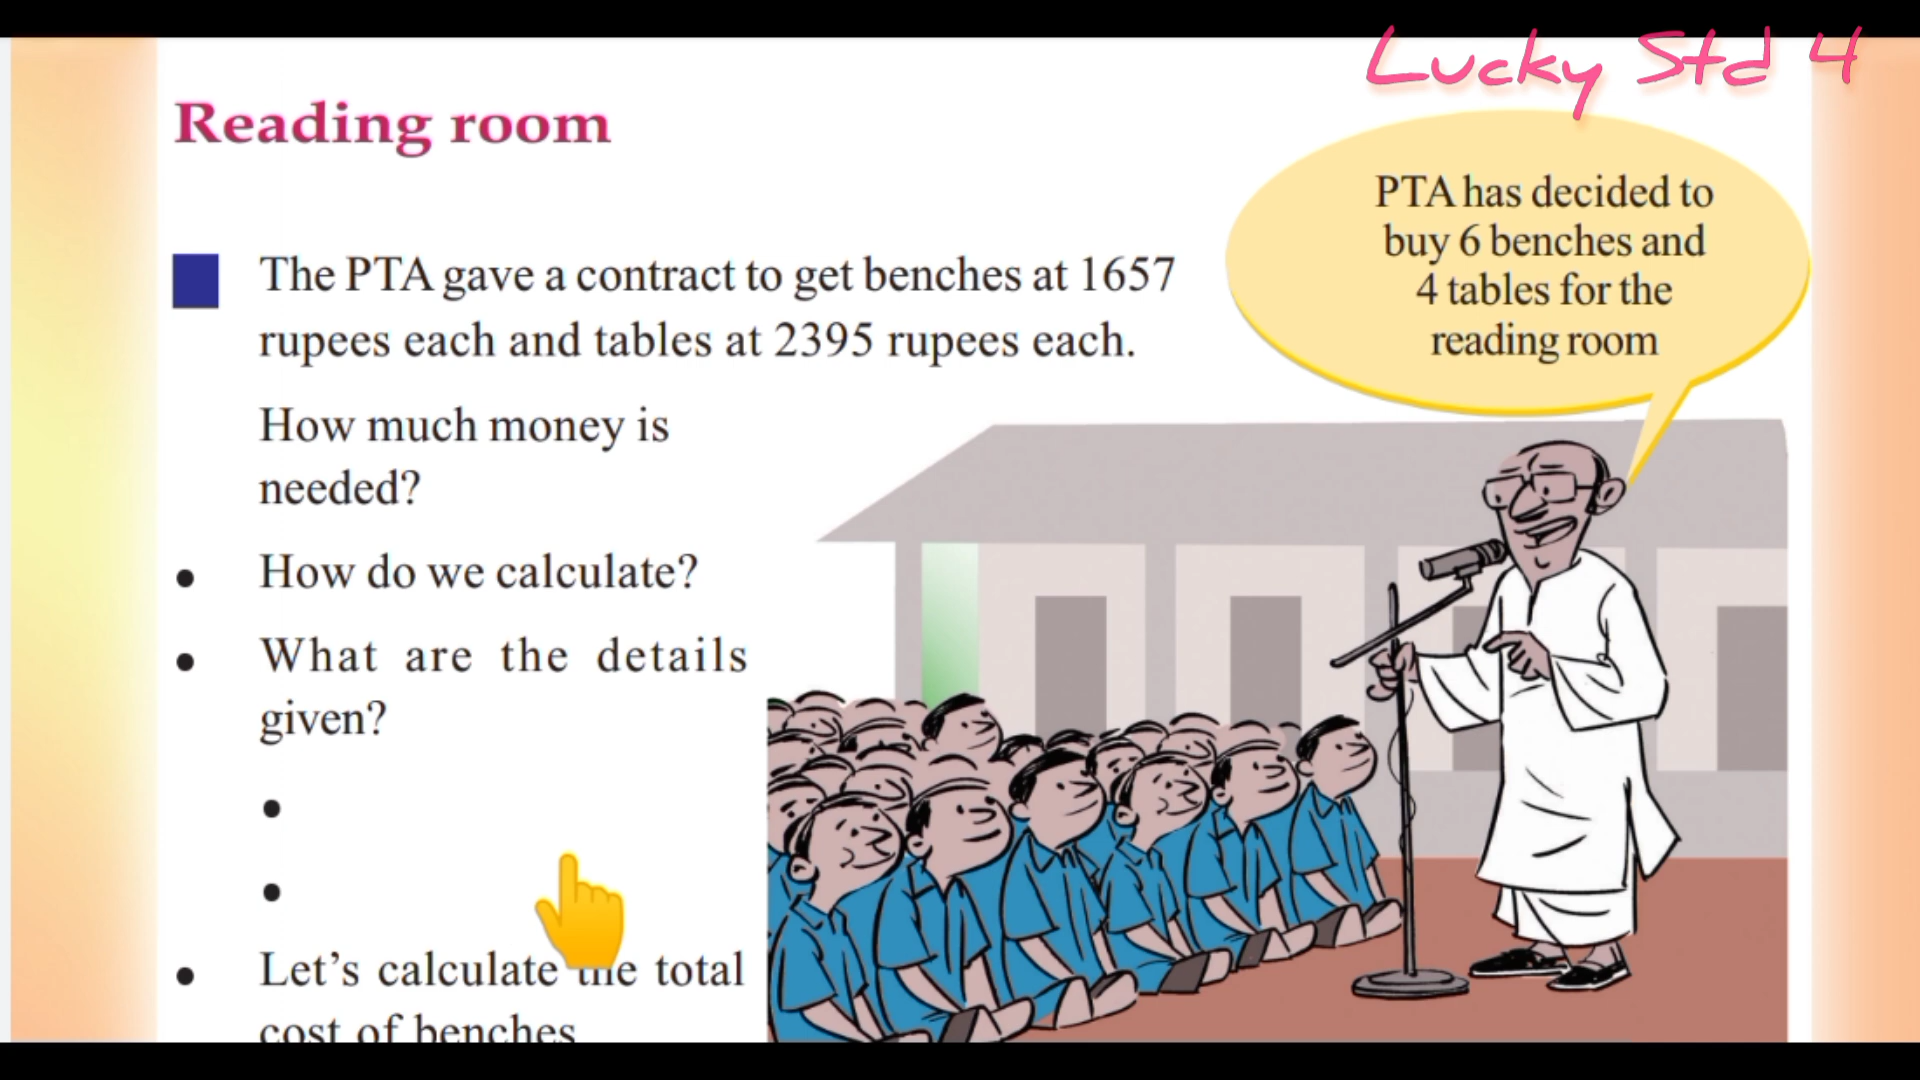 Lucky Std 4
Reading room
The PTA gave a contract to get benches at 1657
rupees each and tables at 2395 rupees each.
How much money is
needed?
• How do we calculate?
• What are the details
given?
•
•
• Let's calculate the total
cost of benches
PTA has decided to
buy 6 benches and
4 tables for the
reading room